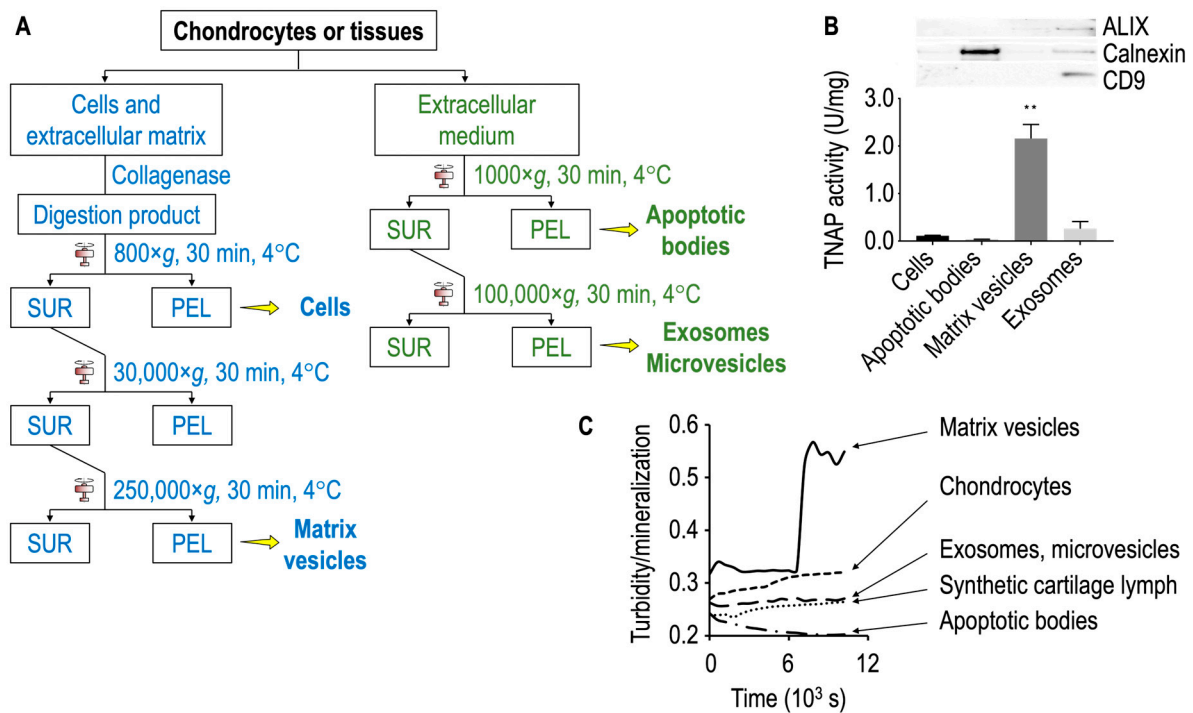 A
Chondrocytes or tissues
Cells and
extracellular matrix
Collagenase
Digestion product
800×g, 30 min, 4°C
SUR
PEL
Cells
30,000×g, 30 min, 4°C
SUR
PEL
250,000×g, 30 min, 4°C
SUR
PEL
Matrix
vesicles
Extracellular
medium
1000×g, 30 min, 4°C
SUR
PEL
Apoptotic
bodies
100,000×g, 30 min, 4°C
SUR
PEL
Exosomes
Microvesicles
B
ALIX
Calnexin
CD9
TNAP activity (U/mg)
3.0
2.0
1.0
0.0
**
Cells
Apoptotic bodies
Matrix vesicles
Exosomes
C
Turbidity/mineralization
0.6
0.5
0.4
0.3
0.2
0
6
12
Time (10³ s)
Matrix vesicles
Chondrocytes
Exosomes, microvesicles
Synthetic cartilage lymph
Apoptotic bodies